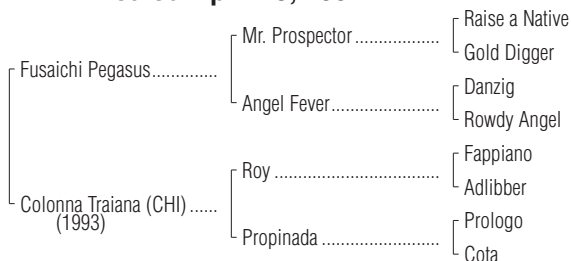 Raise a Native
Mr. Prospector ...................
Gold Digger
Fusaichi Pegasus..............
Danzig
Angel Fever........................
Rowdy Angel
Fappiano
Roy .....................................
Adlibber
Colonna Traiana (CHI) ......
(1993)
Prologo
Propinada ..........................
Cota